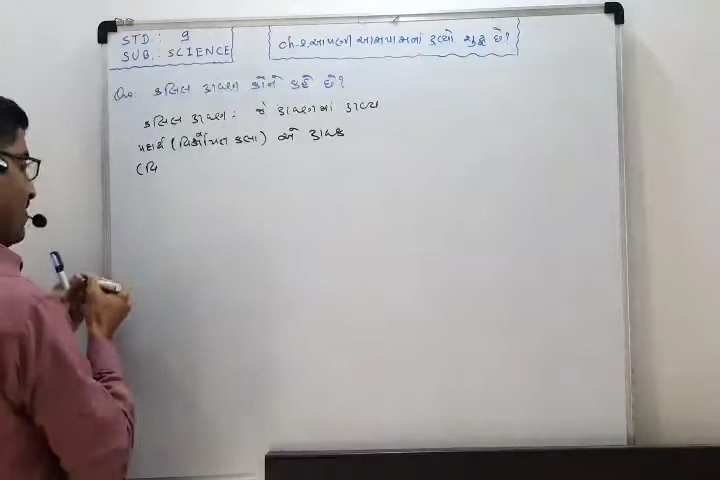 STD : 9
SUB. : SCIENCE
ch-2. આપણી આસપાસનાં દ્રવ્યો શુદ્ધ છે?
Que: કલિલ દ્રાવણ કોને કહે છે?
કલિલ દ્રાવણ : જે દ્રાવણમાં દ્રાવ્ય
પદાર્થ (વિક્ષેપિત કલા) એ દ્રાવક
(વિ